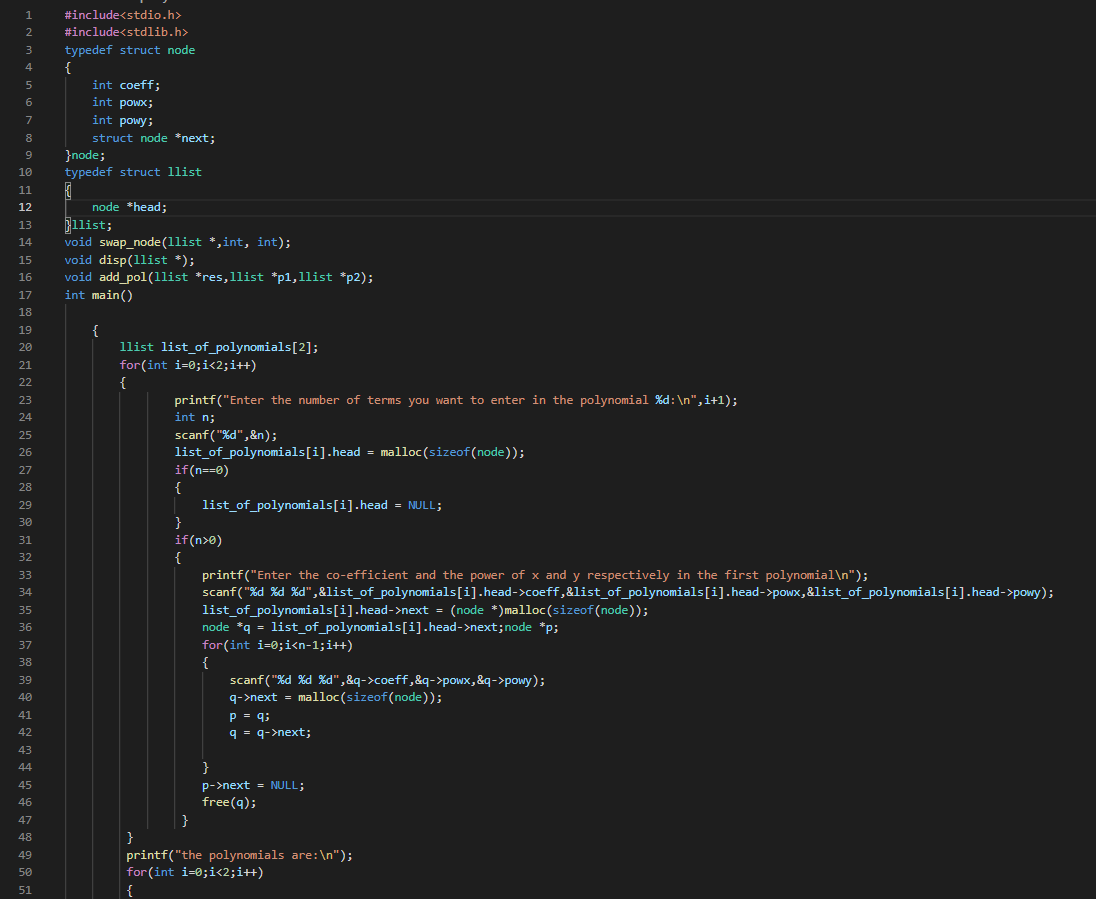 1 #include<stdio.h>
2 #include<stdlib.h>
3 typedef struct node
4 {
5     int coeff;
6     int powx;
7     int powy;
8     struct node *next;
9 }node;
10 typedef struct llist
11 {
12     node *head;
13 }llist;
14 void swap_node(llist *,int, int);
15 void disp(llist *);
16 void add_pol(llist *res,llist *p1,llist *p2);
17 int main()
18
19     {
20         llist list_of_polynomials[2];
21         for(int i=0;i<2;i++)
22         {
23                 printf("Enter the number of terms you want to enter in the polynomial %d:\n",i+1);
24                 int n;
25                 scanf("%d",&n);
26                 list_of_polynomials[i].head = malloc(sizeof(node));
27                 if(n==0)
28                 {
29                     list_of_polynomials[i].head = NULL;
30                 }
31                 if(n>0)
32                 {
33                     printf("Enter the co-efficient and the power of x and y respectively in the first polynomial\n");
34                     scanf("%d %d %d",&list_of_polynomials[i].head->coeff,&list_of_polynomials[i].head->powx,&list_of_polynomials[i].head->powy);
35                     list_of_polynomials[i].head->next = (node *)malloc(sizeof(node));
36                     node *q = list_of_polynomials[i].head->next;node *p;
37                     for(int i=0;i<n-1;i++)
38                     {
39                         scanf("%d %d %d",&q->coeff,&q->powx,&q->powy);
40                         q->next = malloc(sizeof(node));
41                         p = q;
42                         q = q->next;
43
44                     }
45                     p->next = NULL;
46                     free(q);
47                  }
48          }
49          printf("the polynomials are:\n");
50          for(int i=0;i<2;i++)
51          {